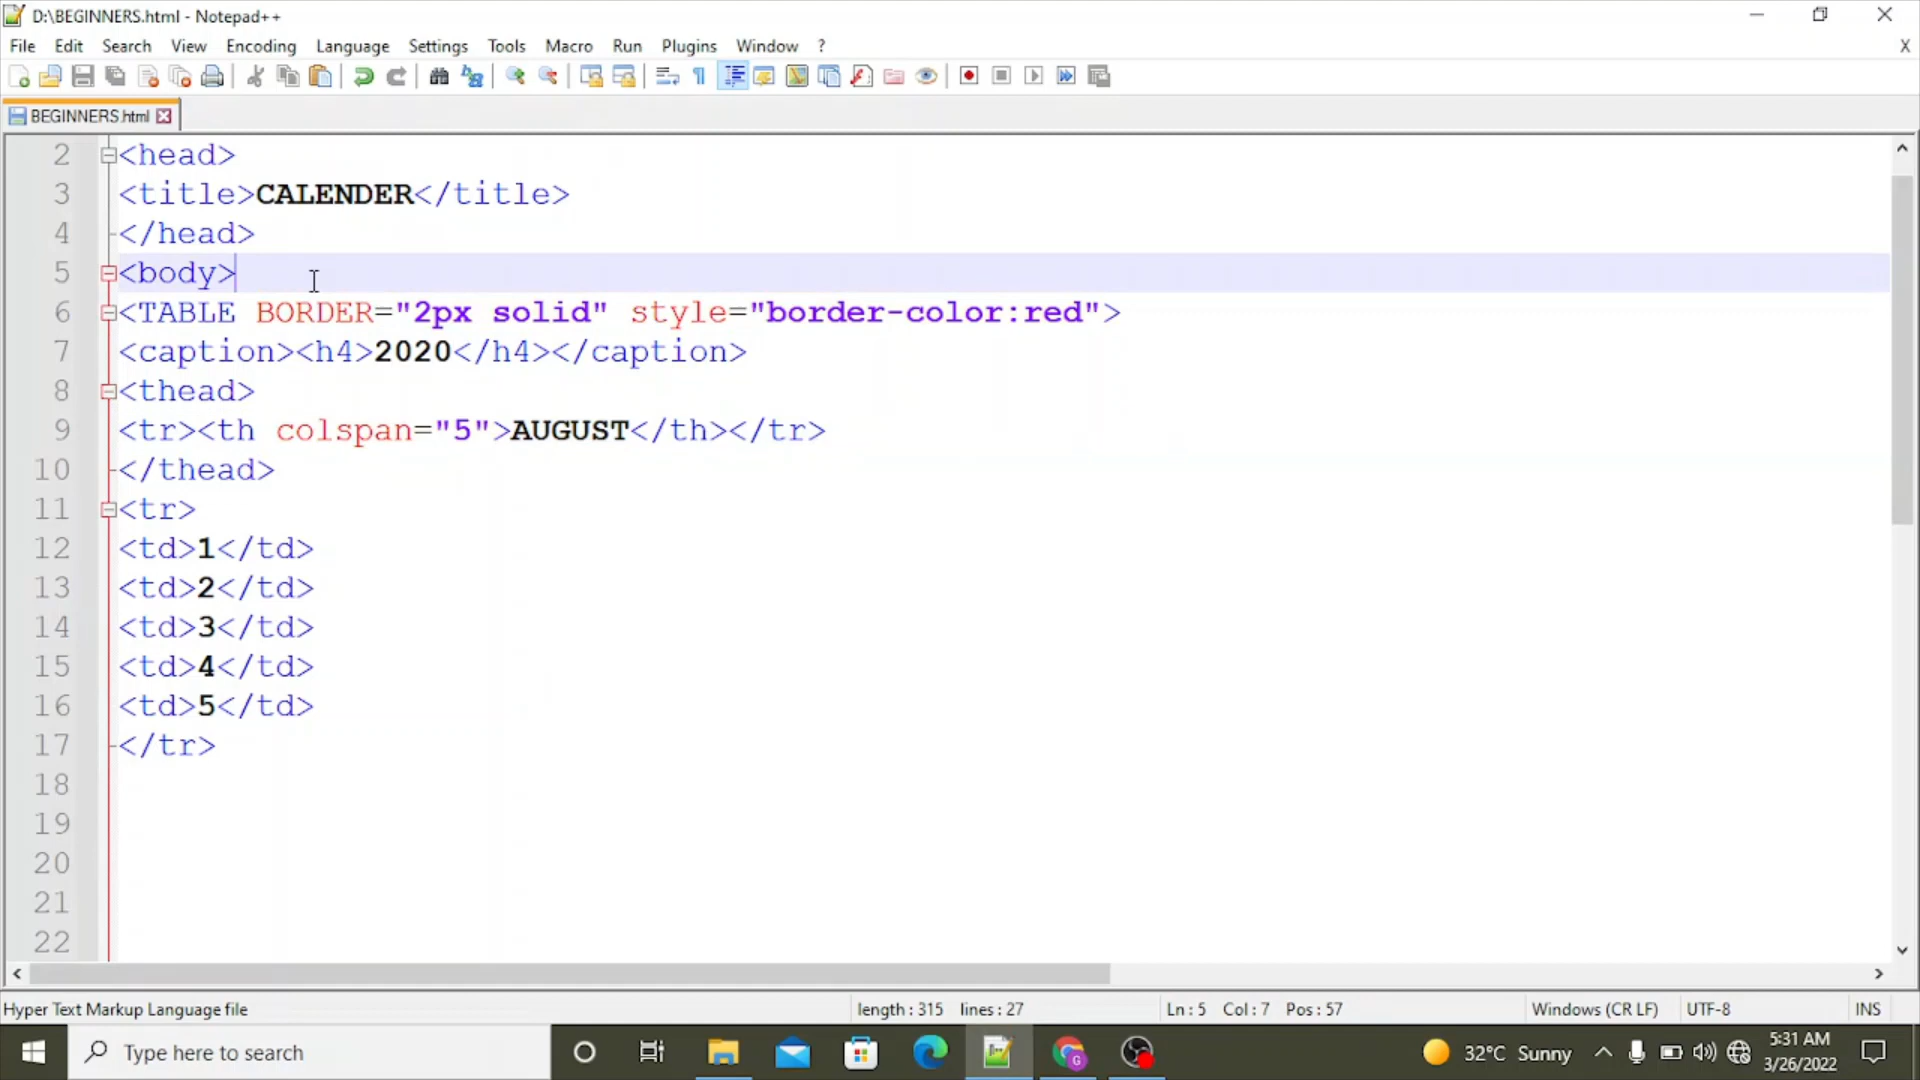 D:\BEGINNERS.html - Notepad++
File Edit Search View Encoding Language Settings Tools Macro Run Plugins Window ? X
BEGINNERS.html
2 <head>
3 <title>CALENDER</title>
4 </head>
5 <body>
6 <TABLE BORDER="2px solid" style="border-color:red">
7 <caption><h4>2020</h4></caption>
8 <thead>
9 <tr><th colspan="5">AUGUST</th></tr>
10 </thead>
11 <tr>
12 <td>1</td>
13 <td>2</td>
14 <td>3</td>
15 <td>4</td>
16 <td>5</td>
17 </tr>
18
19
20
21
22
Hyper Text Markup Language file length : 315 lines : 27 Ln : 5 Col : 7 Pos : 57 Windows (CR LF) UTF-8 INS
Type here to search 32°C Sunny 5:31 AM
3/26/2022